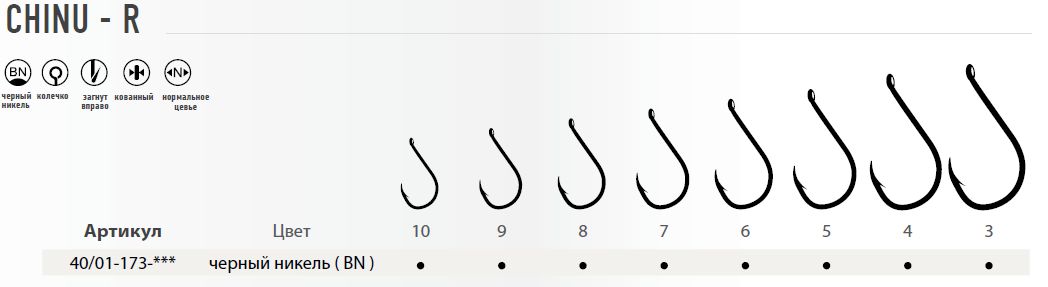 CHINU - R
BN
N
черный колечко загнут кованный нормальное
никель вправо цевье
Артикул Цвет 10 9 8 7 6 5 4 3
40/01-173-*** черный никель ( BN ) • • • • • • • •